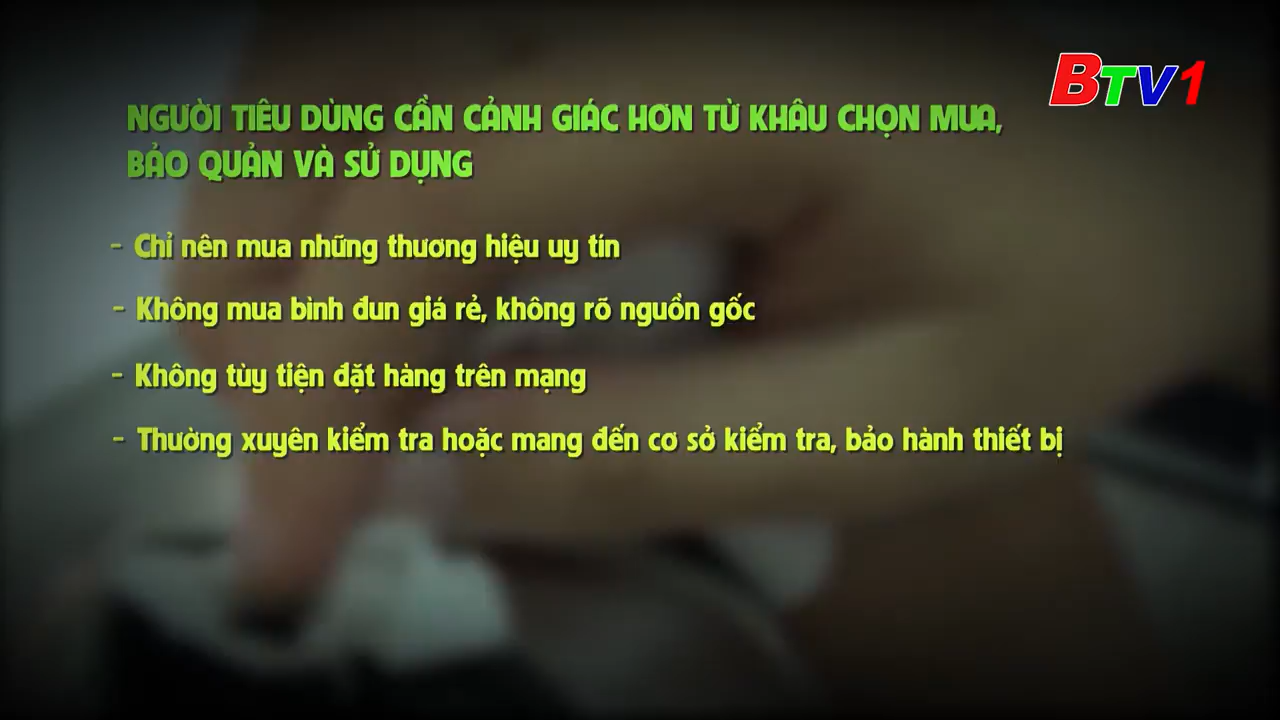 BTV1
NGƯỜI TIÊU DÙNG CẦN CẢNH GIÁC HƠN TỪ KHÂU CHỌN MUA,
BẢO QUẢN VÀ SỬ DỤNG
- Chỉ nên mua những thương hiệu uy tín
- Không mua bình đun giá rẻ, không rõ nguồn gốc
- Không tùy tiện đặt hàng trên mạng
- Thường xuyên kiểm tra hoặc mang đến cơ sở kiểm tra, bảo hành thiết bị